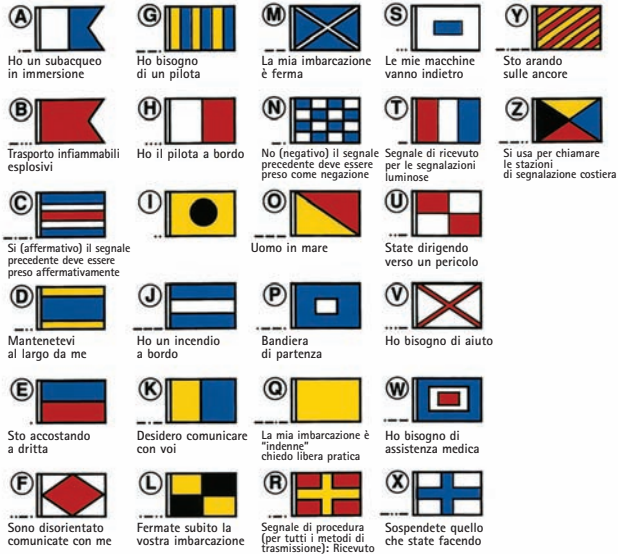 A
Ho un subacqueo
in immersione
G
Ho bisogno
di un pilota
M
La mia imbarcazione
è ferma
S
Le mie macchine
vanno indietro
Y
Sto arando
sulle ancore
B
Trasporto infiammabili
esplosivi
H
Ho il pilota a bordo
N
No (negativo) il segnale
precedente deve essere
preso come negazione
T
Segnale di ricevuto
per le segnalazioni
luminose
Z
Si usa per chiamare
le stazioni
di segnalazione costiera
C
Si (affermativo) il segnale
precedente deve essere
preso affermativamente
I
O
Uomo in mare
U
State dirigendo
verso un pericolo
D
Mantenetevi
al largo da me
J
Ho un incendio
a bordo
P
Bandiera
di partenza
V
Ho bisogno di aiuto
E
Sto accostando
a dritta
K
Desidero comunicare
con voi
Q
La mia imbarcazione è
"indenne"
chiedo libera pratica
W
Ho bisogno di
assistenza medica
F
Sono disorientato
comunicate con me
L
Fermate subito la
vostra imbarcazione
R
Segnale di procedura
(per tutti i metodi di
trasmissione): Ricevuto
X
Sospendete quello
che state facendo